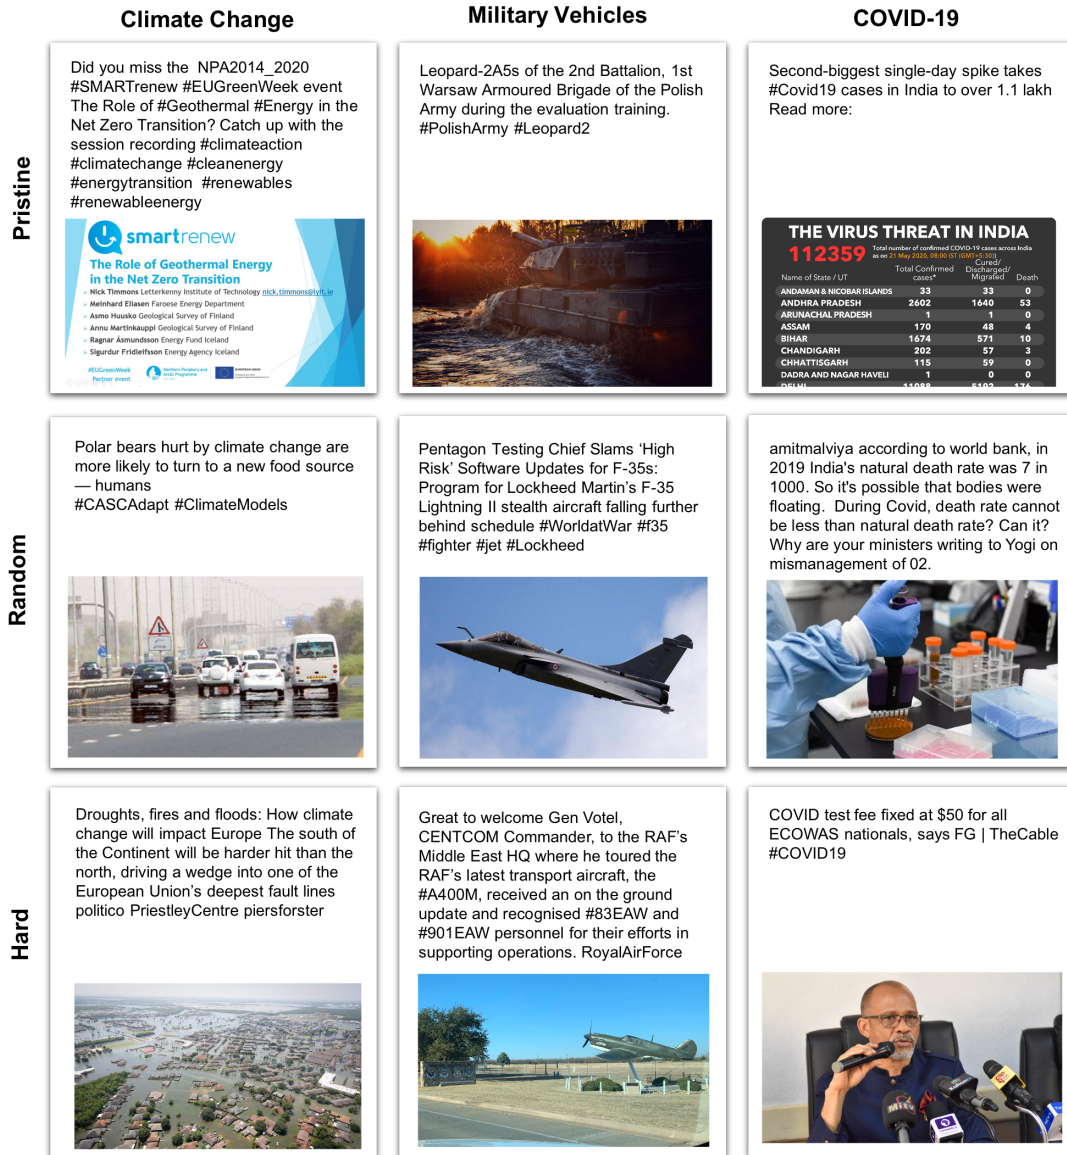 Climate Change
Military Vehicles
COVID-19
Pristine
Did you miss the NPA2014_2020
#SMARTrenew #EUGreenWeek event
The Role of #Geothermal #Energy in the
Net Zero Transition? Catch up with the
session recording #climateaction
#climatechange #cleanenergy
#energytransition #renewables
#renewableenergy
smartrenew
The Role of Geothermal Energy
in the Net Zero Transition
Nick Timmons Letterkenny Institute of Technology nick.timmons@lyit.ie
Meinhard Eliasen Faroese Energy Department
Asmo Huusko Geological Survey of Finland
Annu Martinkauppi Geological Survey of Finland
Ragnar Ásmundsson Energy Fund Iceland
Sigurdur Fridleifsson Energy Agency Iceland
#EUGreenWeek
Partner event
Northern Periphery and
Arctic Programme
EUROPEAN UNION
Leopard-2A5s of the 2nd Battalion, 1st
Warsaw Armoured Brigade of the Polish
Army during the evaluation training.
#PolishArmy #Leopard2
Second-biggest single-day spike takes
#Covid19 cases in India to over 1.1 lakh
Read more:
THE VIRUS THREAT IN INDIA
112359 Total number of confirmed COVID-19 cases across India
as on 21 May 2020, 08:00 IST (GMT+5:30))
Name of State / UT Total Confirmed cases* Cured/ Discharged/ Migrated Death
ANDAMAN & NICOBAR ISLANDS 33 33 0
ANDHRA PRADESH 2602 1640 53
ARUNACHAL PRADESH 1 1 0
ASSAM 170 48 4
BIHAR 1674 571 10
CHANDIGARH 202 57 3
CHHATTISGARH 115 59 0
DADRA AND NAGAR HAVELI 1 0 0
DELHI 11088 5192 176
Random
Polar bears hurt by climate change are
more likely to turn to a new food source
— humans
#CASCAdapt #ClimateModels
Pentagon Testing Chief Slams ‘High
Risk’ Software Updates for F-35s:
Program for Lockheed Martin’s F-35
Lightning II stealth aircraft falling further
behind schedule #WorldatWar #f35
#fighter #jet #Lockheed
amitmalviya according to world bank, in
2019 India's natural death rate was 7 in
1000. So it's possible that bodies were
floating. During Covid, death rate cannot
be less than natural death rate? Can it?
Why are your ministers writing to Yogi on
mismanagement of 02.
Hard
Droughts, fires and floods: How climate
change will impact Europe The south of
the Continent will be harder hit than the
north, driving a wedge into one of the
European Union’s deepest fault lines
politico PriestleyCentre piersforster
Great to welcome Gen Votel,
CENTCOM Commander, to the RAF’s
Middle East HQ where he toured the
RAF’s latest transport aircraft, the
#A400M, received an on the ground
update and recognised #83EAW and
#901EAW personnel for their efforts in
supporting operations. RoyalAirForce
COVID test fee fixed at $50 for all
ECOWAS nationals, says FG | TheCable
#COVID19